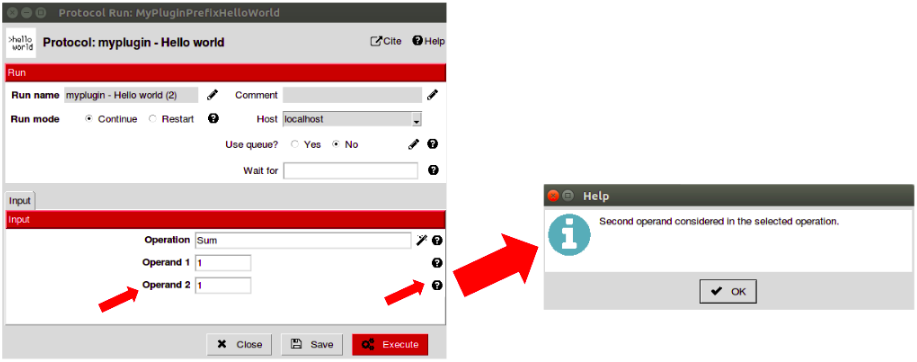 Protocol Run: MyPluginPrefixHelloWorld
>hello
world
Protocol: myplugin - Hello world
Cite
Help
Run
Run name
myplugin - Hello world (2)
Comment
Run mode
Continue
Restart
Host
localhost
Use queue?
Yes
No
Wait for
Input
Input
Operation
Sum
Operand 1
1
Operand 2
1
Close
Save
Execute
Help
Second operand considered in the selected operation.
OK